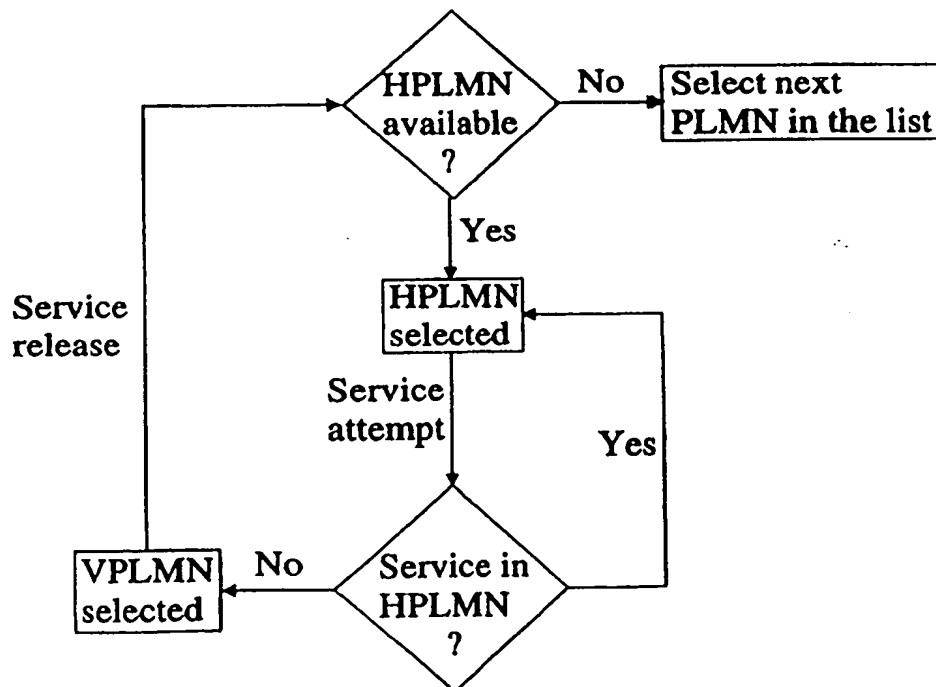 HPLMN
available
?
No
Select next
PLMN in the list
Yes
HPLMN
selected
Service
release
Service
attempt
Yes
Service in
HPLMN
?
No
VPLMN
selected